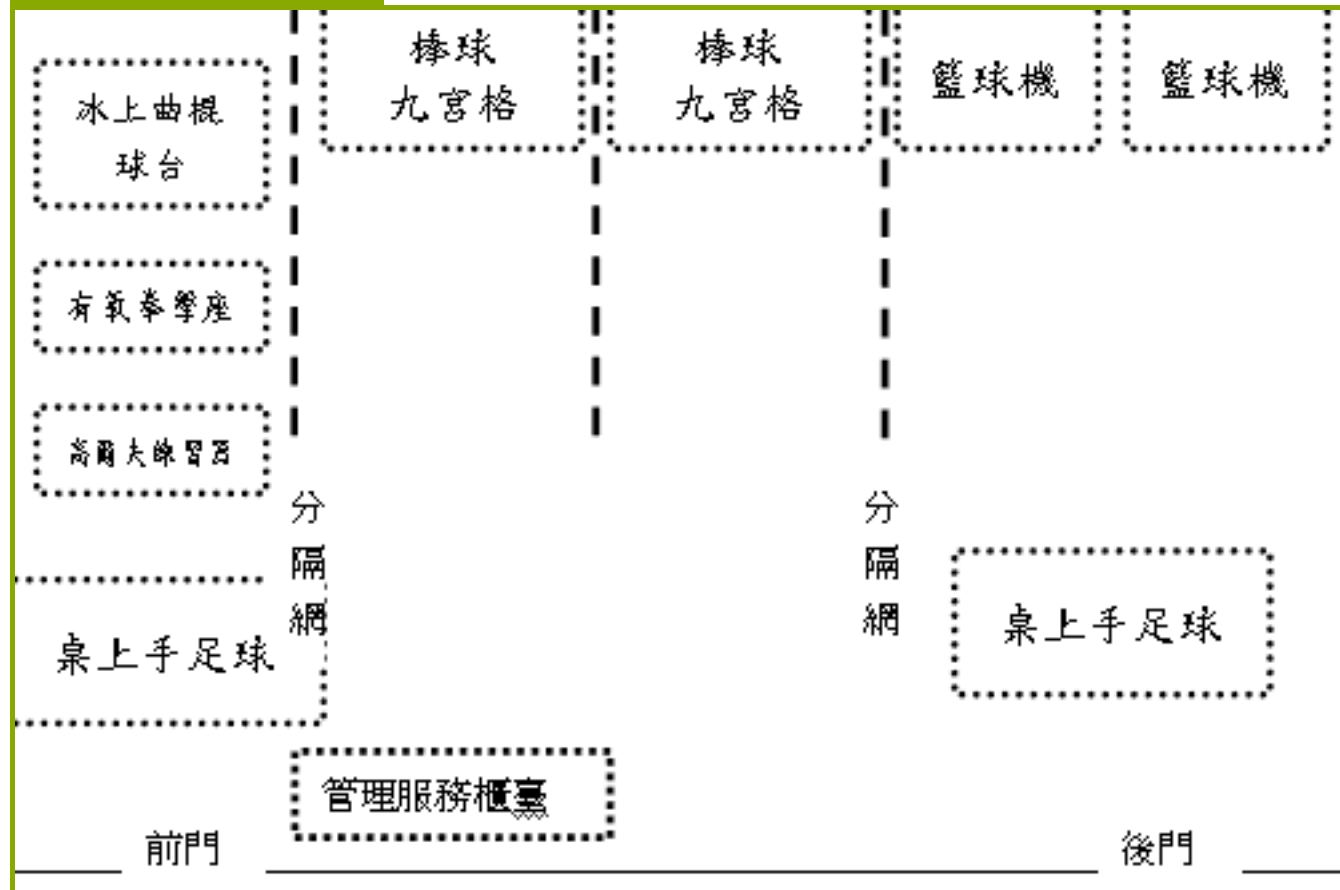 棒球
九宮格
棒球
九宮格
籃球機
籃球機
冰上曲棍
球台
有氧拳擊座
高爾夫練習區
分
隔
網
分
隔
網
桌上手足球
桌上手足球
管理服務櫃臺
前門
後門